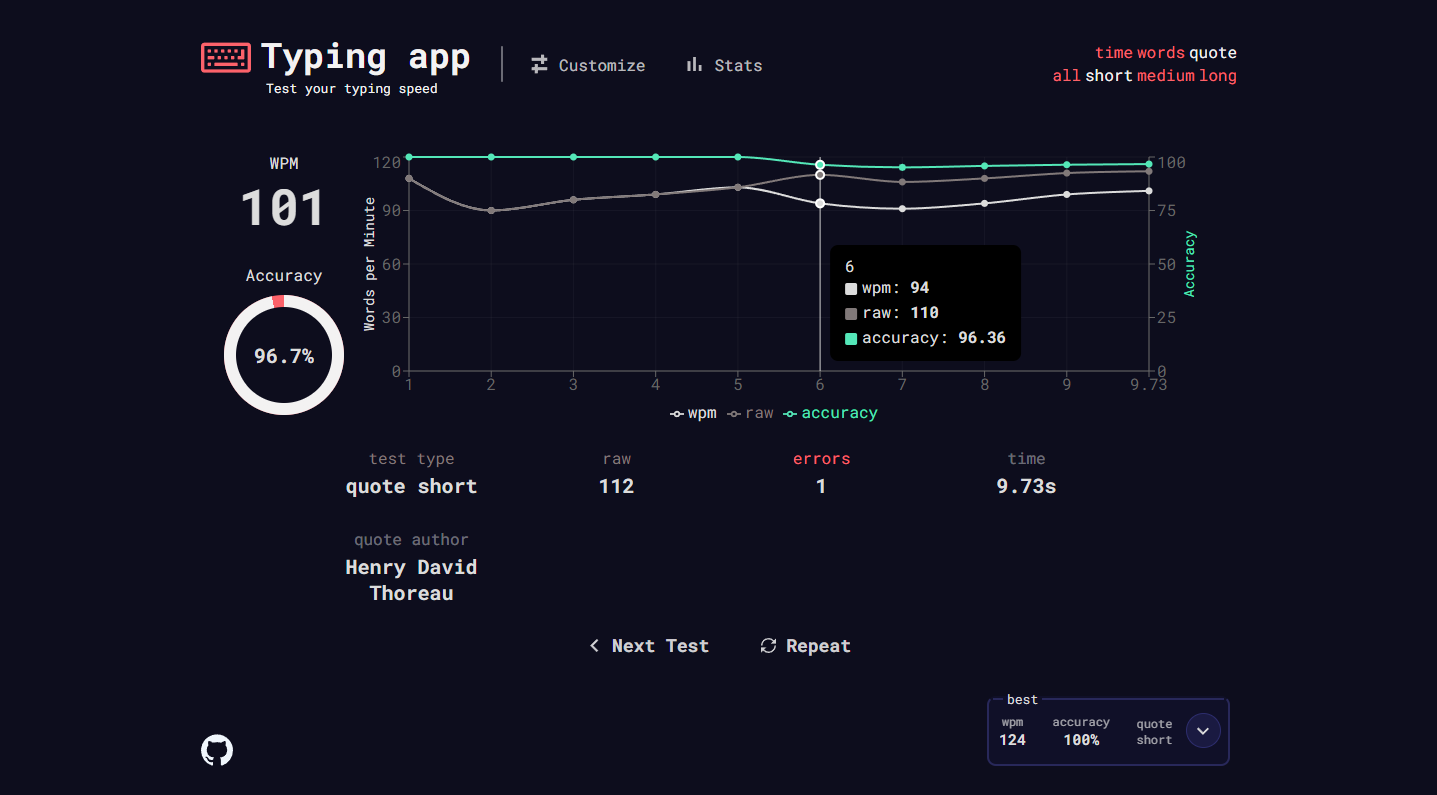 Typing app
Test your typing speed
Customize
Stats
time words quote
all short medium long
WPM
101
Accuracy
96.7%
Words per Minute
120
90
60
30
0
1 2 3 4 5 6 7 8 9 9.73
100
75
50
25
0
Accuracy
6
wpm: 94
raw: 110
accuracy: 96.36
wpm raw accuracy
test type
quote short
raw
112
errors
1
time
9.73s
quote author
Henry David
Thoreau
Next Test
Repeat
best
wpm
124
accuracy
100%
quote
short